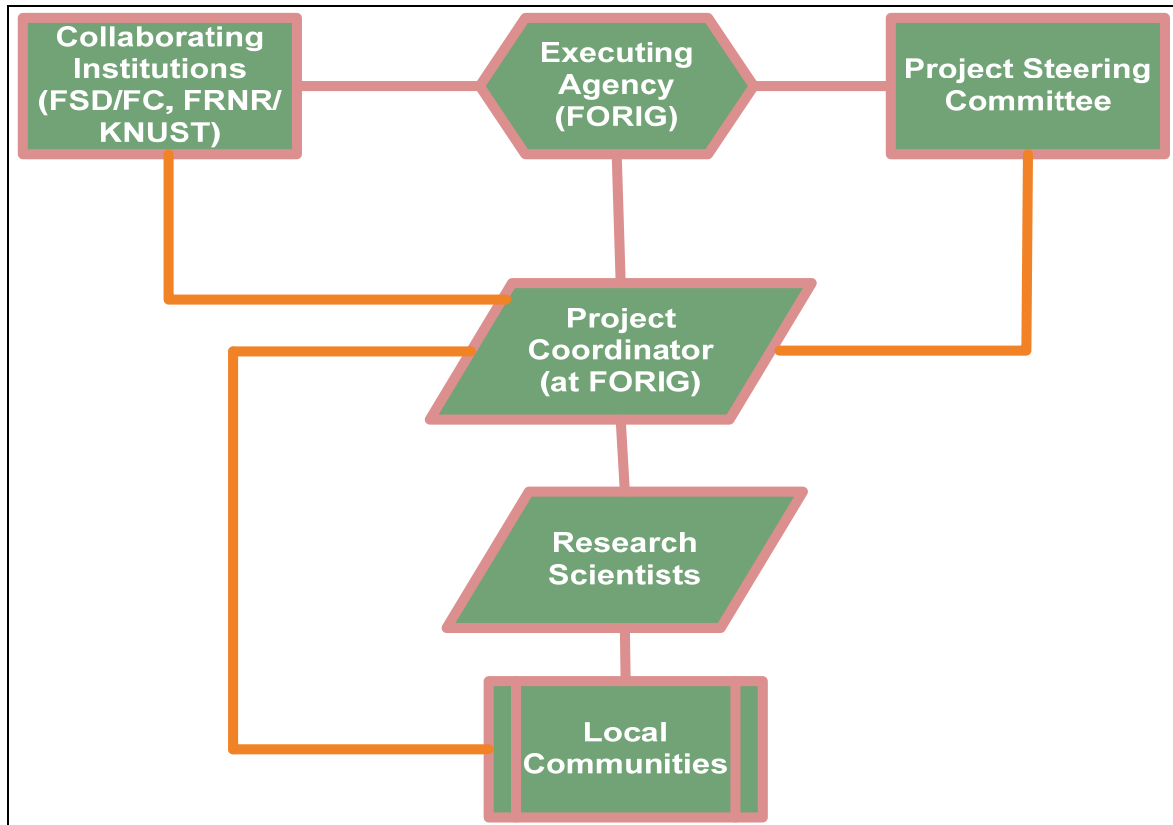 Collaborating
Institutions
(FSD/FC, FRNR/
KNUST)
Executing
Agency
(FORIG)
Project Steering
Committee
Project
Coordinator
(at FORIG)
Research
Scientists
Local
Communities